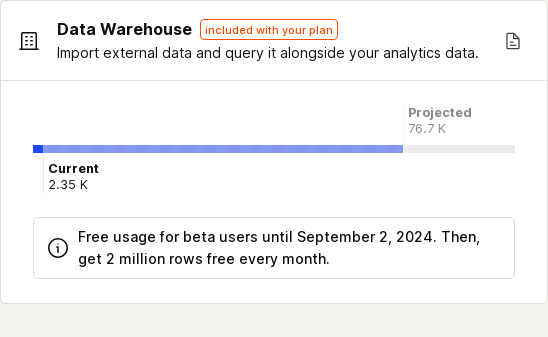 Data Warehouse included with your plan
Import external data and query it alongside your analytics data.
Projected
76.7 K
Current
2.35 K
Free usage for beta users until September 2, 2024. Then,
get 2 million rows free every month.